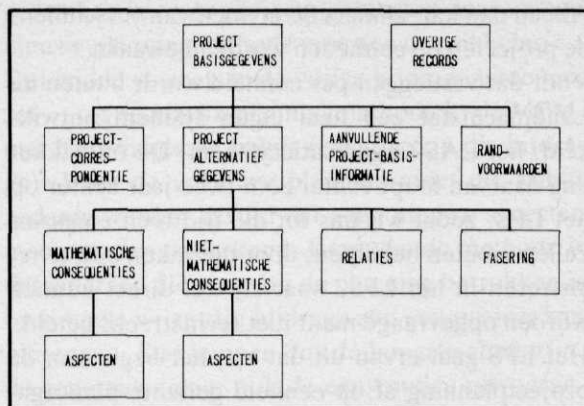 PROJECT
BASISGEGEVENS
OVERIGE
RECORDS
PROJECT-
CORRES-
PONDENTIE
PROJECT
ALTERNATIEF
GEGEVENS
AANVULLENDE
PROJECT-BASIS-
INFORMATIE
RAND-
VOORWAARDEN
MATHEMATISCHE
CONSEQUENTIES
NIET-
MATHEMATISCHE
CONSEQUENTIES
RELATIES
FASERING
ASPECTEN
ASPECTEN